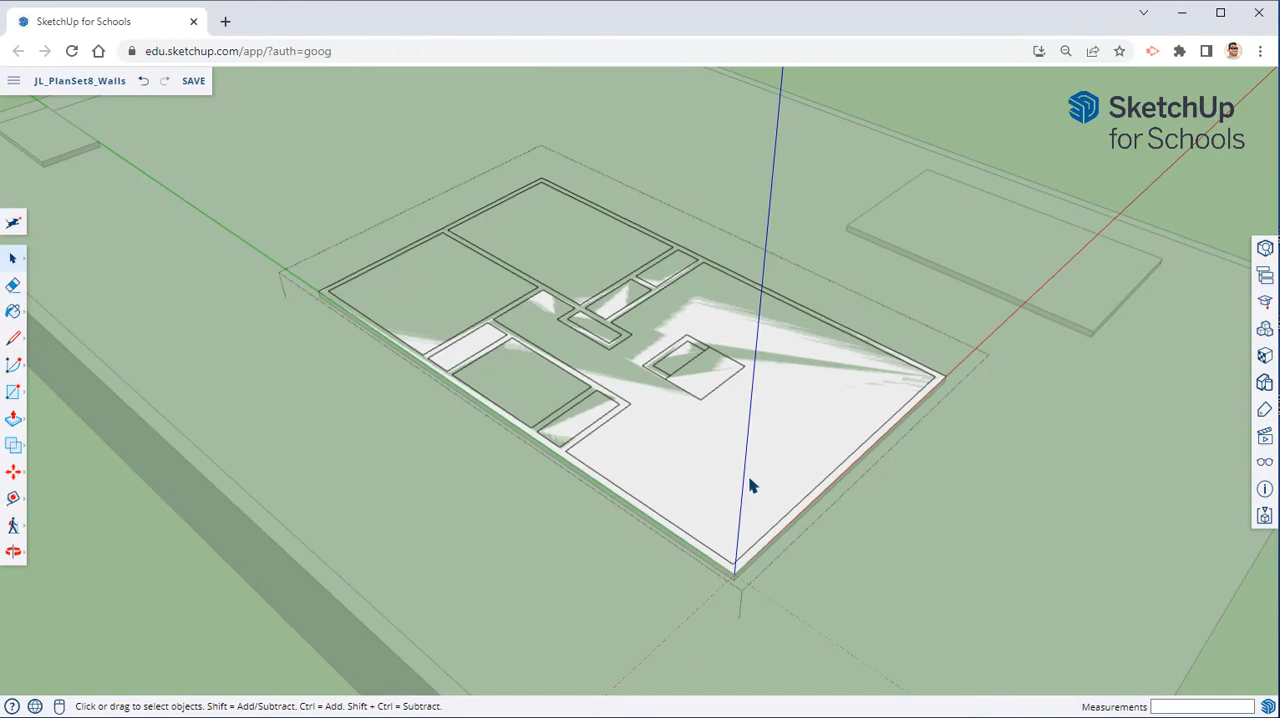 SketchUp for Schools
edu.sketchup.com/app/?auth=goog
JL_PlanSet8_Walls
SAVE
SketchUp
for Schools
Click or drag to select objects. Shift = Add/Subtract. Ctrl = Add. Shift + Ctrl = Subtract.
Measurements